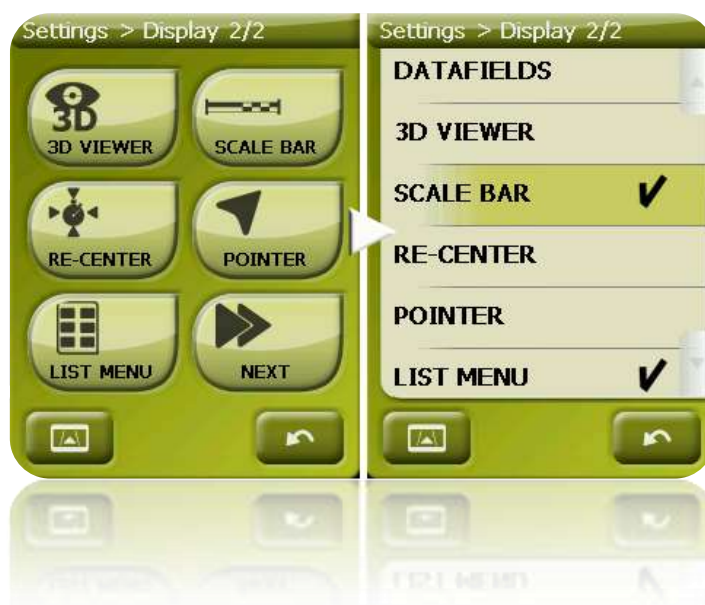 Settings > Display 2/2
3D
3D VIEWER
SCALE BAR
RE-CENTER
POINTER
LIST MENU
NEXT
Settings > Display 2/2
DATAFIELDS
3D VIEWER
SCALE BAR
RE-CENTER
POINTER
LIST MENU